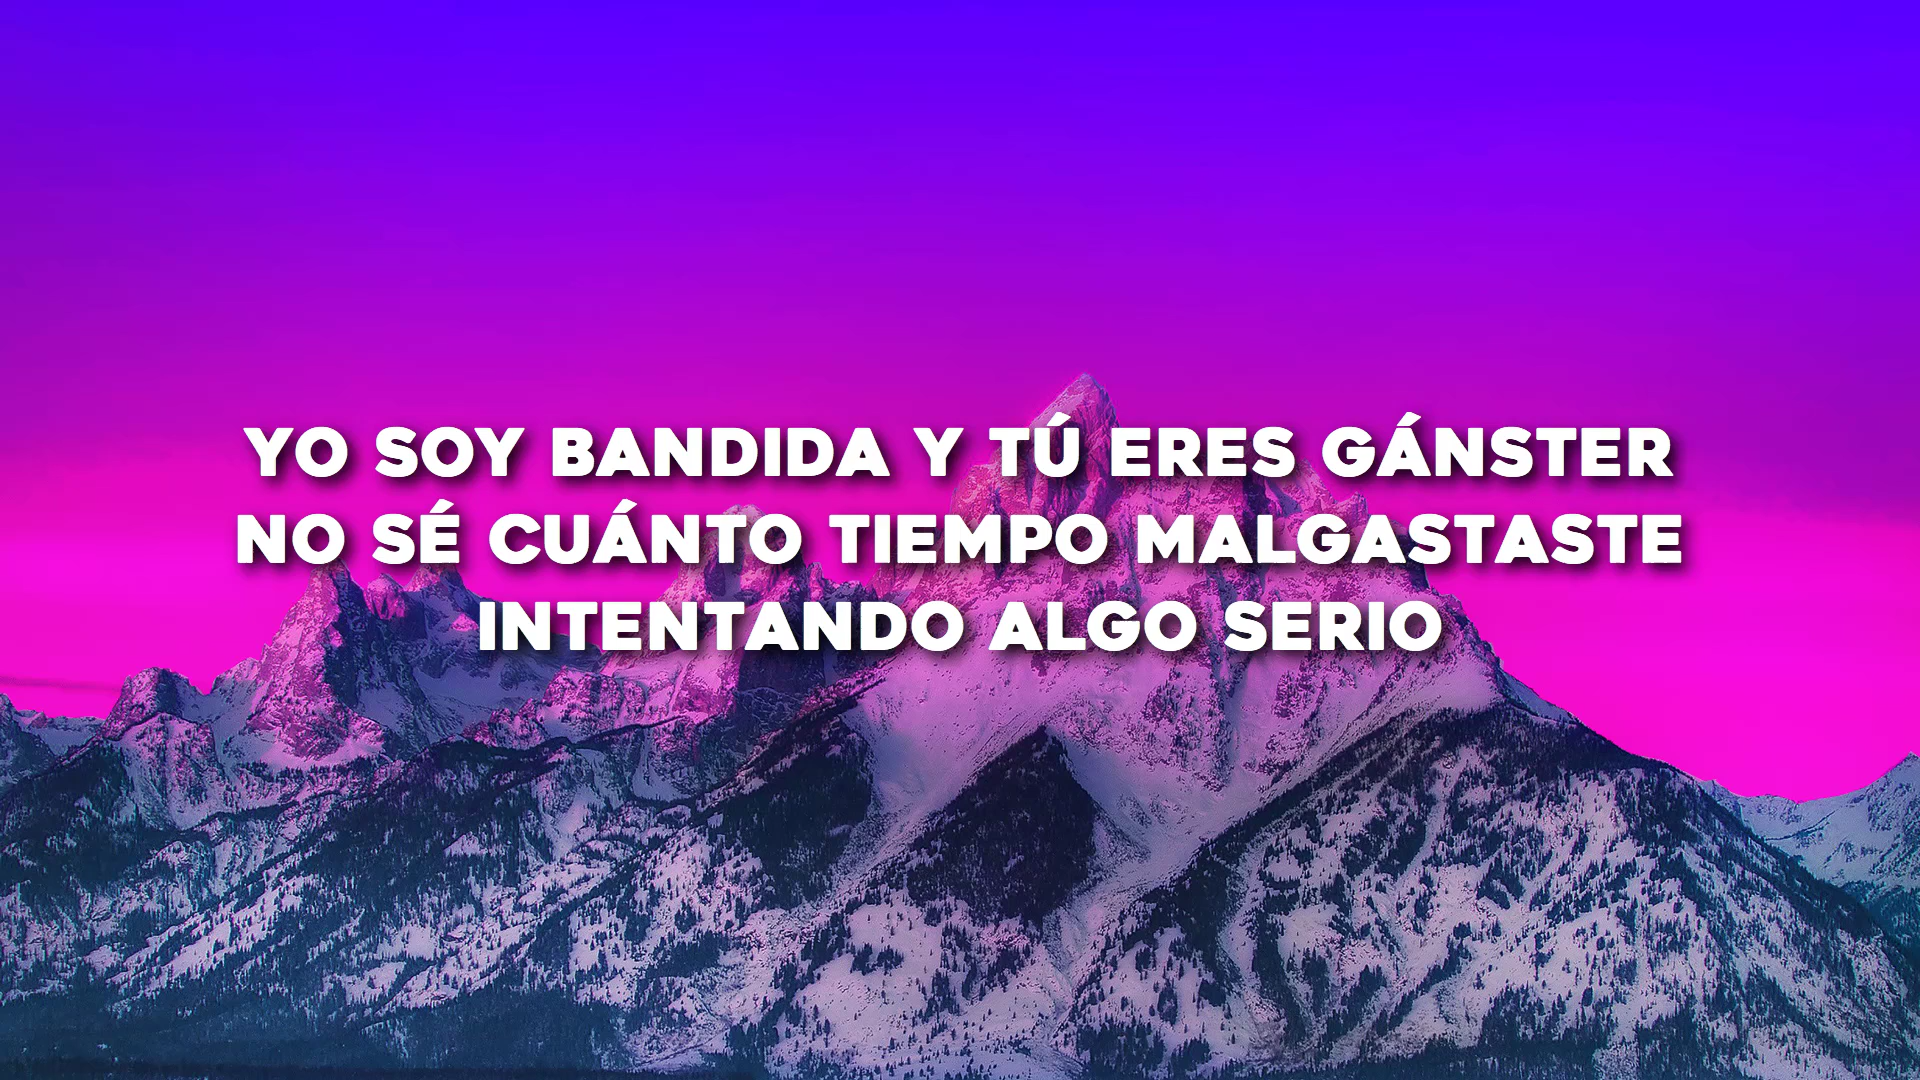 YO SOY BANDIDA Y TÚ ERES GÁNSTER
NO SÉ CUÁNTO TIEMPO MALGASTASTE
INTENTANDO ALGO SERIO